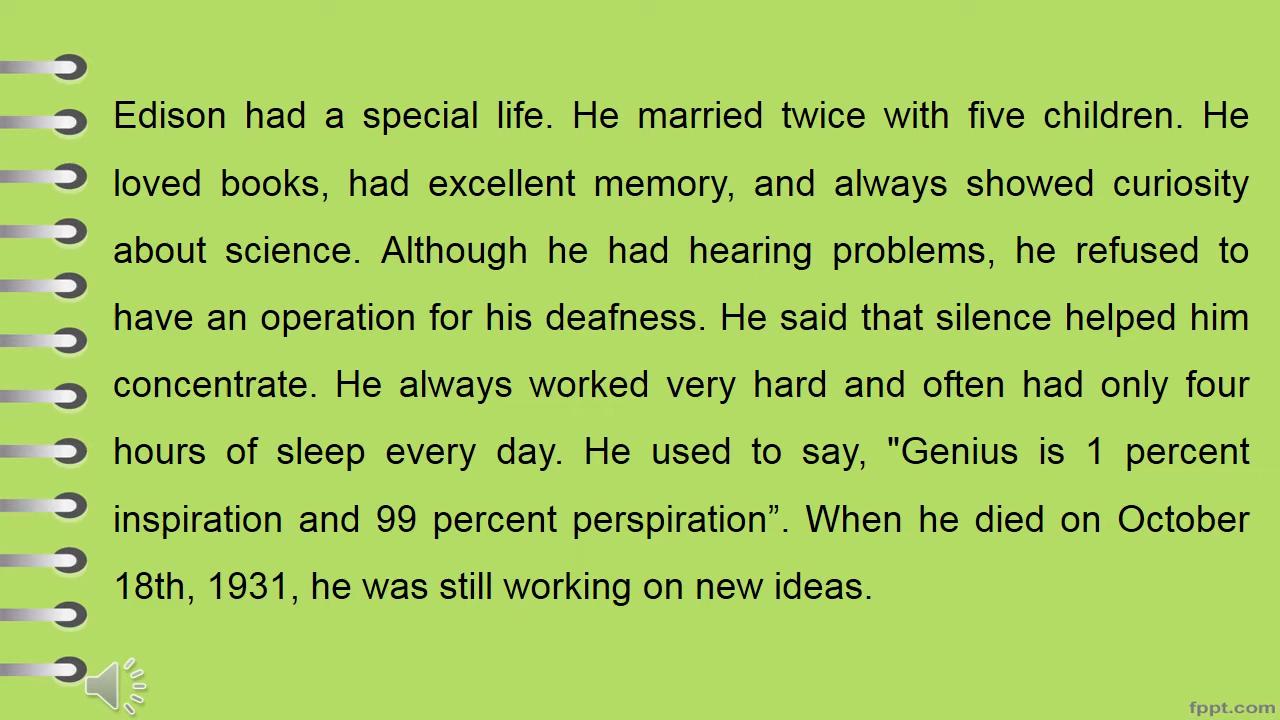 Edison had a special life. He married twice with five children. He
loved books, had excellent memory, and always showed curiosity
about science. Although he had hearing problems, he refused to
have an operation for his deafness. He said that silence helped him
concentrate. He always worked very hard and often had only four
hours of sleep every day. He used to say, "Genius is 1 percent
inspiration and 99 percent perspiration”. When he died on October
18th, 1931, he was still working on new ideas.
fppt.com